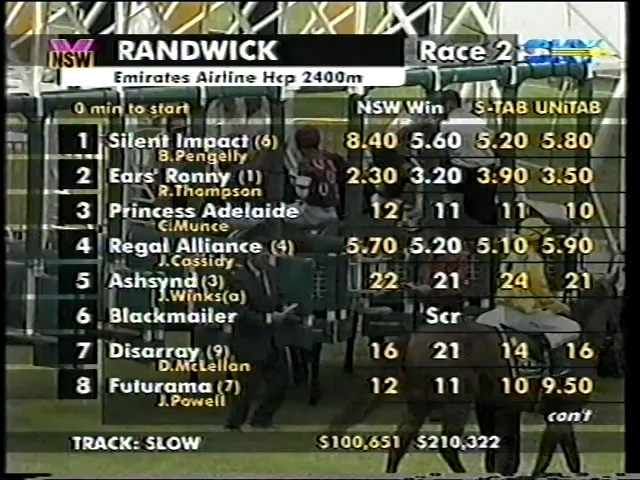 NSW RANDWICK Race 2 SKY
Emirates Airline Hcp 2400m
0 min to start NSW Win S-TAB UNiTAB
1 Silent Impact (6) 8.40 5.60 5.20 5.80
B.Pengelly
2 Ears' Ronny (1) 2.30 3.20 3.90 3.50
R.Thompson
3 Princess Adelaide 12 11 11 10
C.Munce
4 Regal Alliance (4) 5.70 5.20 5.10 5.90
J.Cassidy
5 Ashsynd (3) 22 21 24 21
J.Winks(a)
6 Blackmailer Scr
7 Disarray (9) 16 21 14 16
D.McLellan
8 Futurama (7) 12 11 10 9.50
J.Powell
con't
TRACK: SLOW $100,651 $210,322